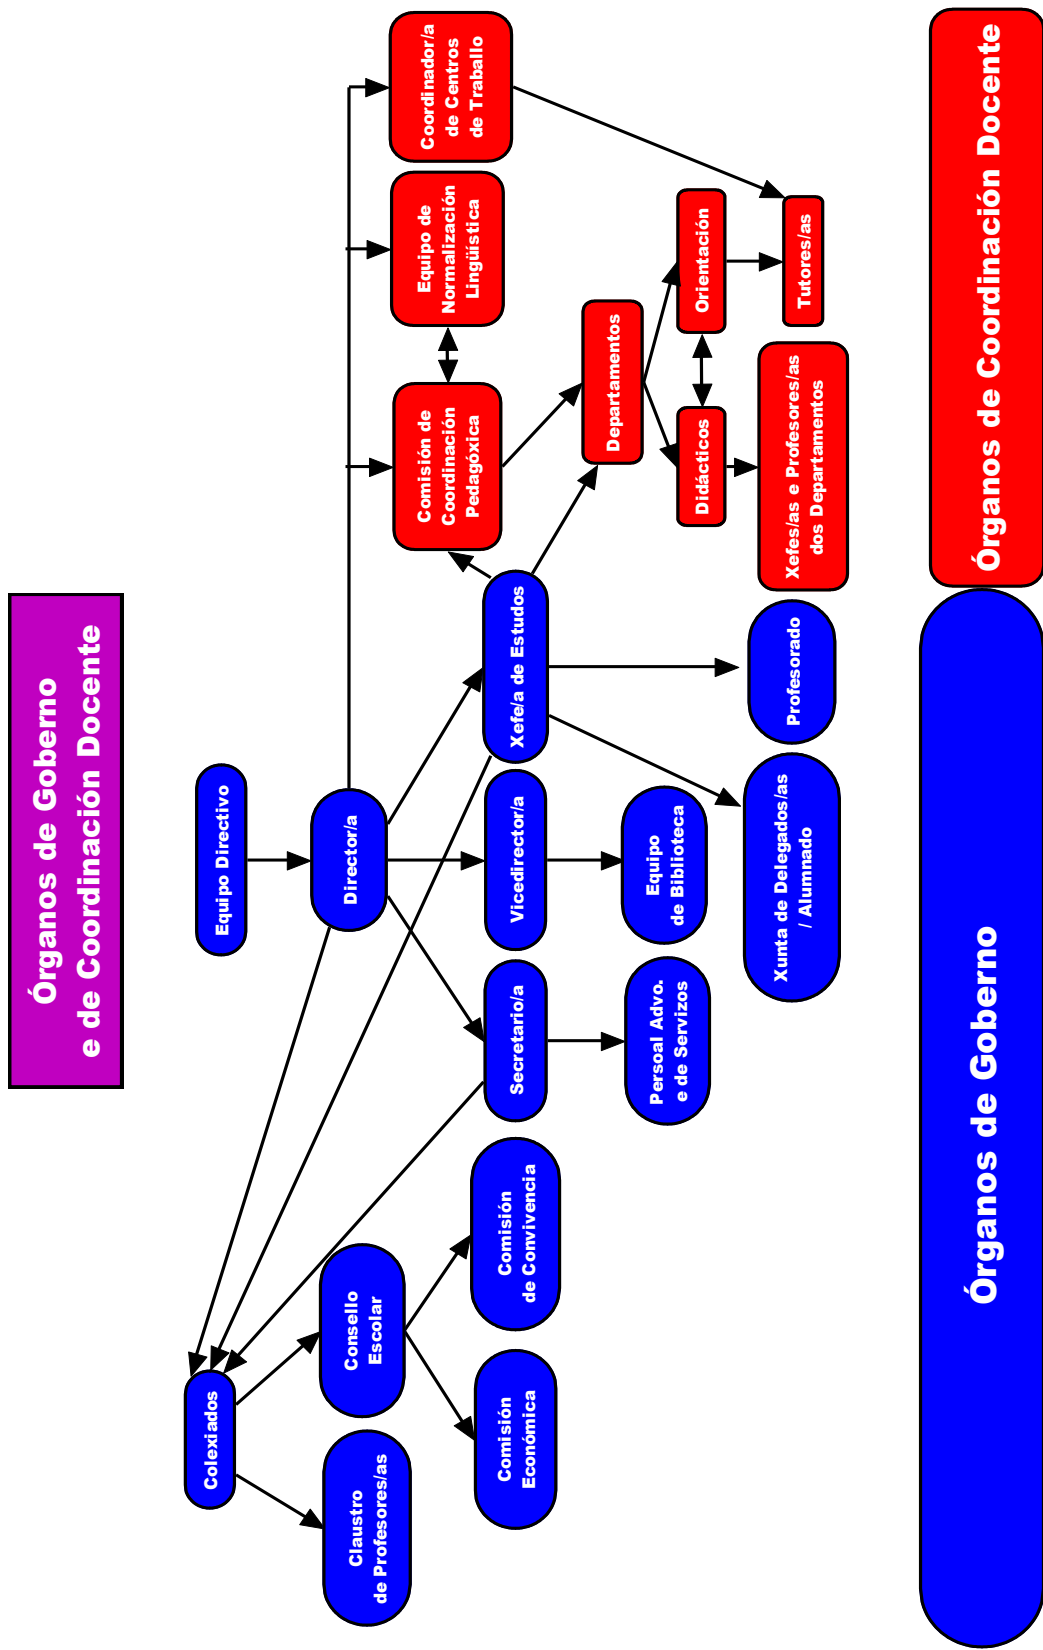 Órganos de Goberno
e de Coordinación Docente
Equipo Directivo
Colexiados
Director/a
Claustro
de Profesores/as
Consello
Escolar
Comisión
Económica
Comisión
de Convivencia
Secretario/a
Vicedirector/a
Xefe/a de Estudos
Comisión de
Coordinación
Pedagóxica
Equipo de
Normalización
Lingüística
Coordinador/a
de Centros
de Traballo
Persoal Advo.
e de Servizos
Equipo
de Biblioteca
Departamentos
Didácticos
Orientación
Xunta de Delegados/as
/ Alumnado
Profesorado
Xefes/as e Profesores/as
dos Departamentos
Tutores/as
Órganos de Goberno
Órganos de Coordinación Docente